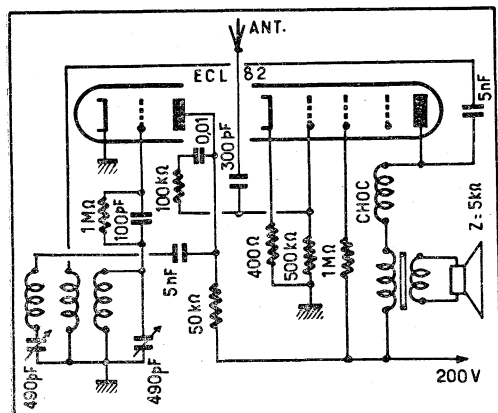 ANT.
ECL 82
5nF
0,01
300pF
100kΩ
1MΩ
100pF
CHOC
Z=5kΩ
400Ω
500kΩ
1MΩ
5nF
50kΩ
490pF
490pF
200V